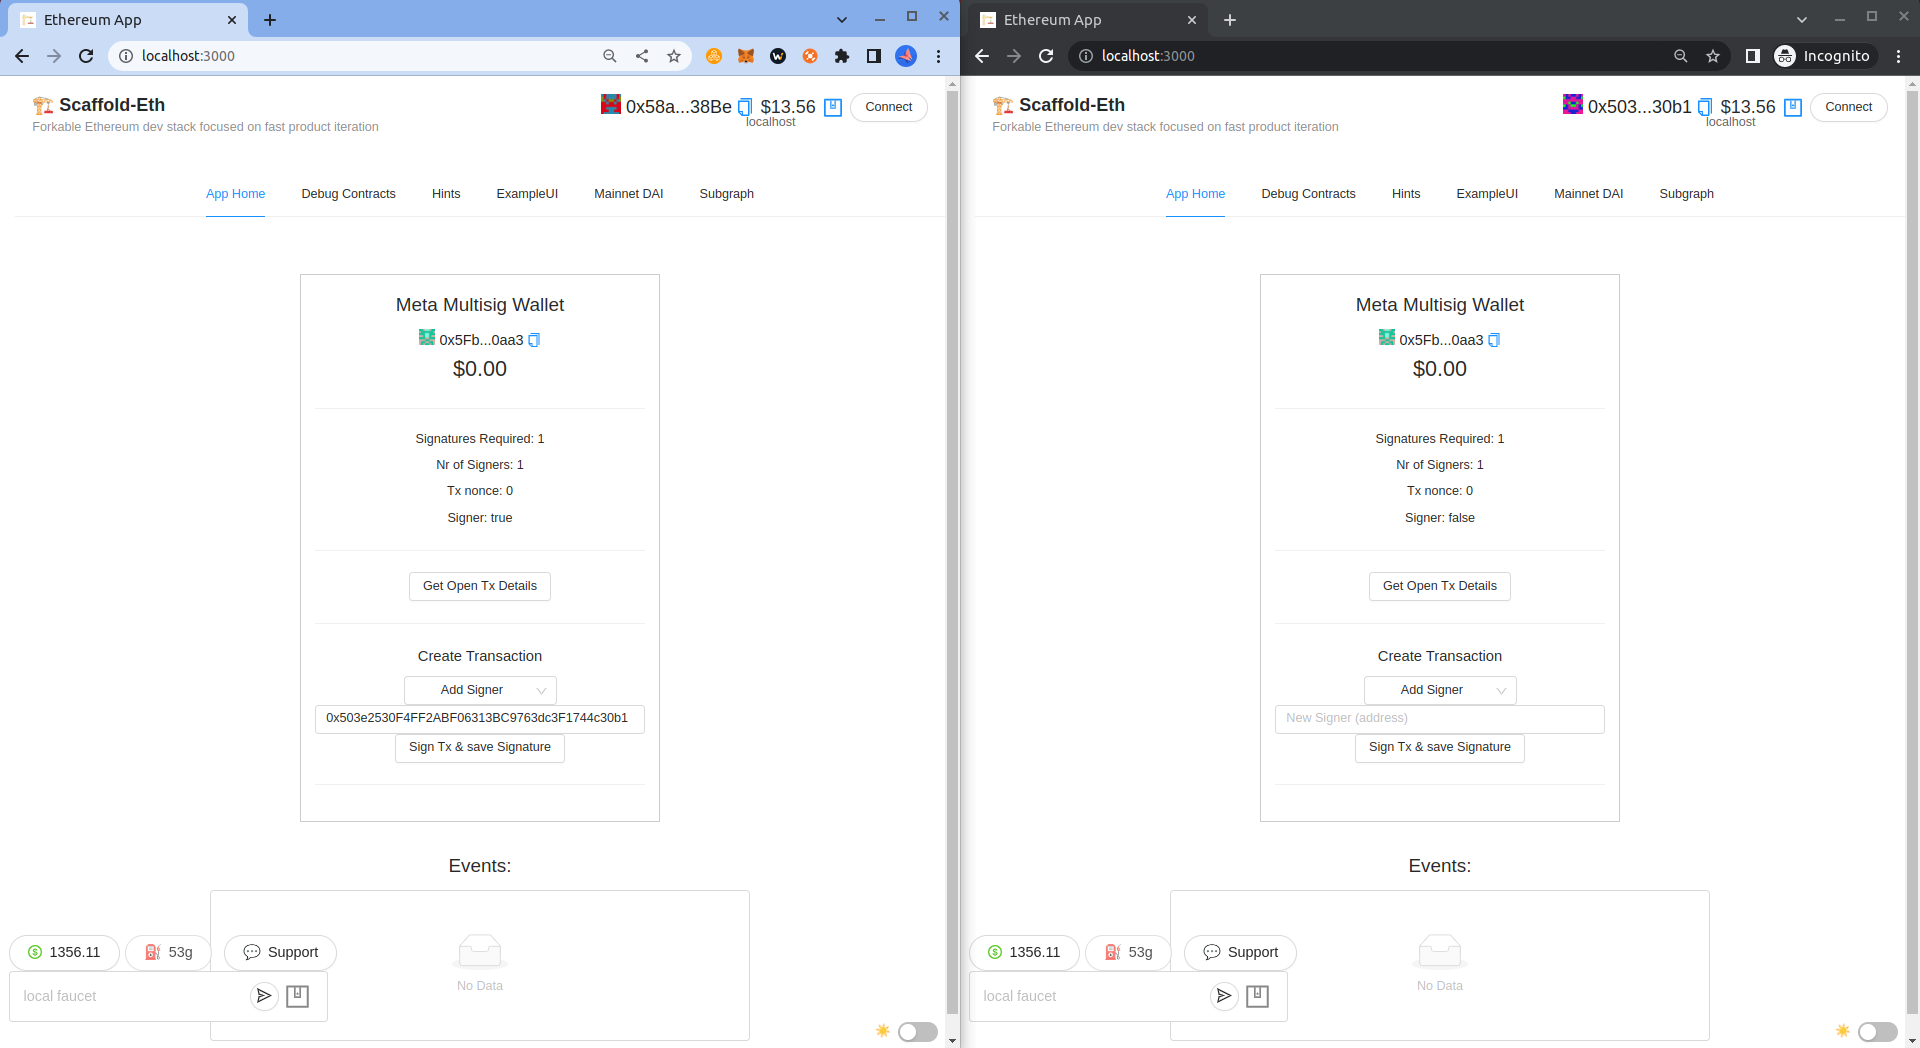 Ethereum App
localhost:3000
🏗 Scaffold-Eth
Forkable Ethereum dev stack focused on fast product iteration
0x58a...38Be $13.56 Connect
localhost
App Home Debug Contracts Hints ExampleUI Mainnet DAI Subgraph
Meta Multisig Wallet
0x5Fb...0aa3
$0.00
Signatures Required: 1
Nr of Signers: 1
Tx nonce: 0
Signer: true
Get Open Tx Details
Create Transaction
Add Signer
0x503e2530F4FF2ABF06313BC9763dc3F1744c30b1
Sign Tx & save Signature
Events:
No Data
1356.11 53g Support
local faucet
Ethereum App
localhost:3000 Incognito
🏗 Scaffold-Eth
Forkable Ethereum dev stack focused on fast product iteration
0x503...30b1 $13.56 Connect
localhost
App Home Debug Contracts Hints ExampleUI Mainnet DAI Subgraph
Meta Multisig Wallet
0x5Fb...0aa3
$0.00
Signatures Required: 1
Nr of Signers: 1
Tx nonce: 0
Signer: false
Get Open Tx Details
Create Transaction
Add Signer
New Signer (address)
Sign Tx & save Signature
Events:
No Data
1356.11 53g Support
local faucet